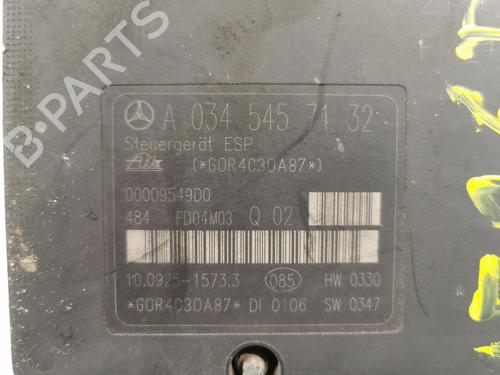 A 034 545 71 32
Steuergerät ESP
Ate (*GOR4C30A87*)
00009549D0
484 FD04M03 Q 02
10.0925-1573.3 085 HW 0330
*GOR4C30A87* DI 0106 SW 0347